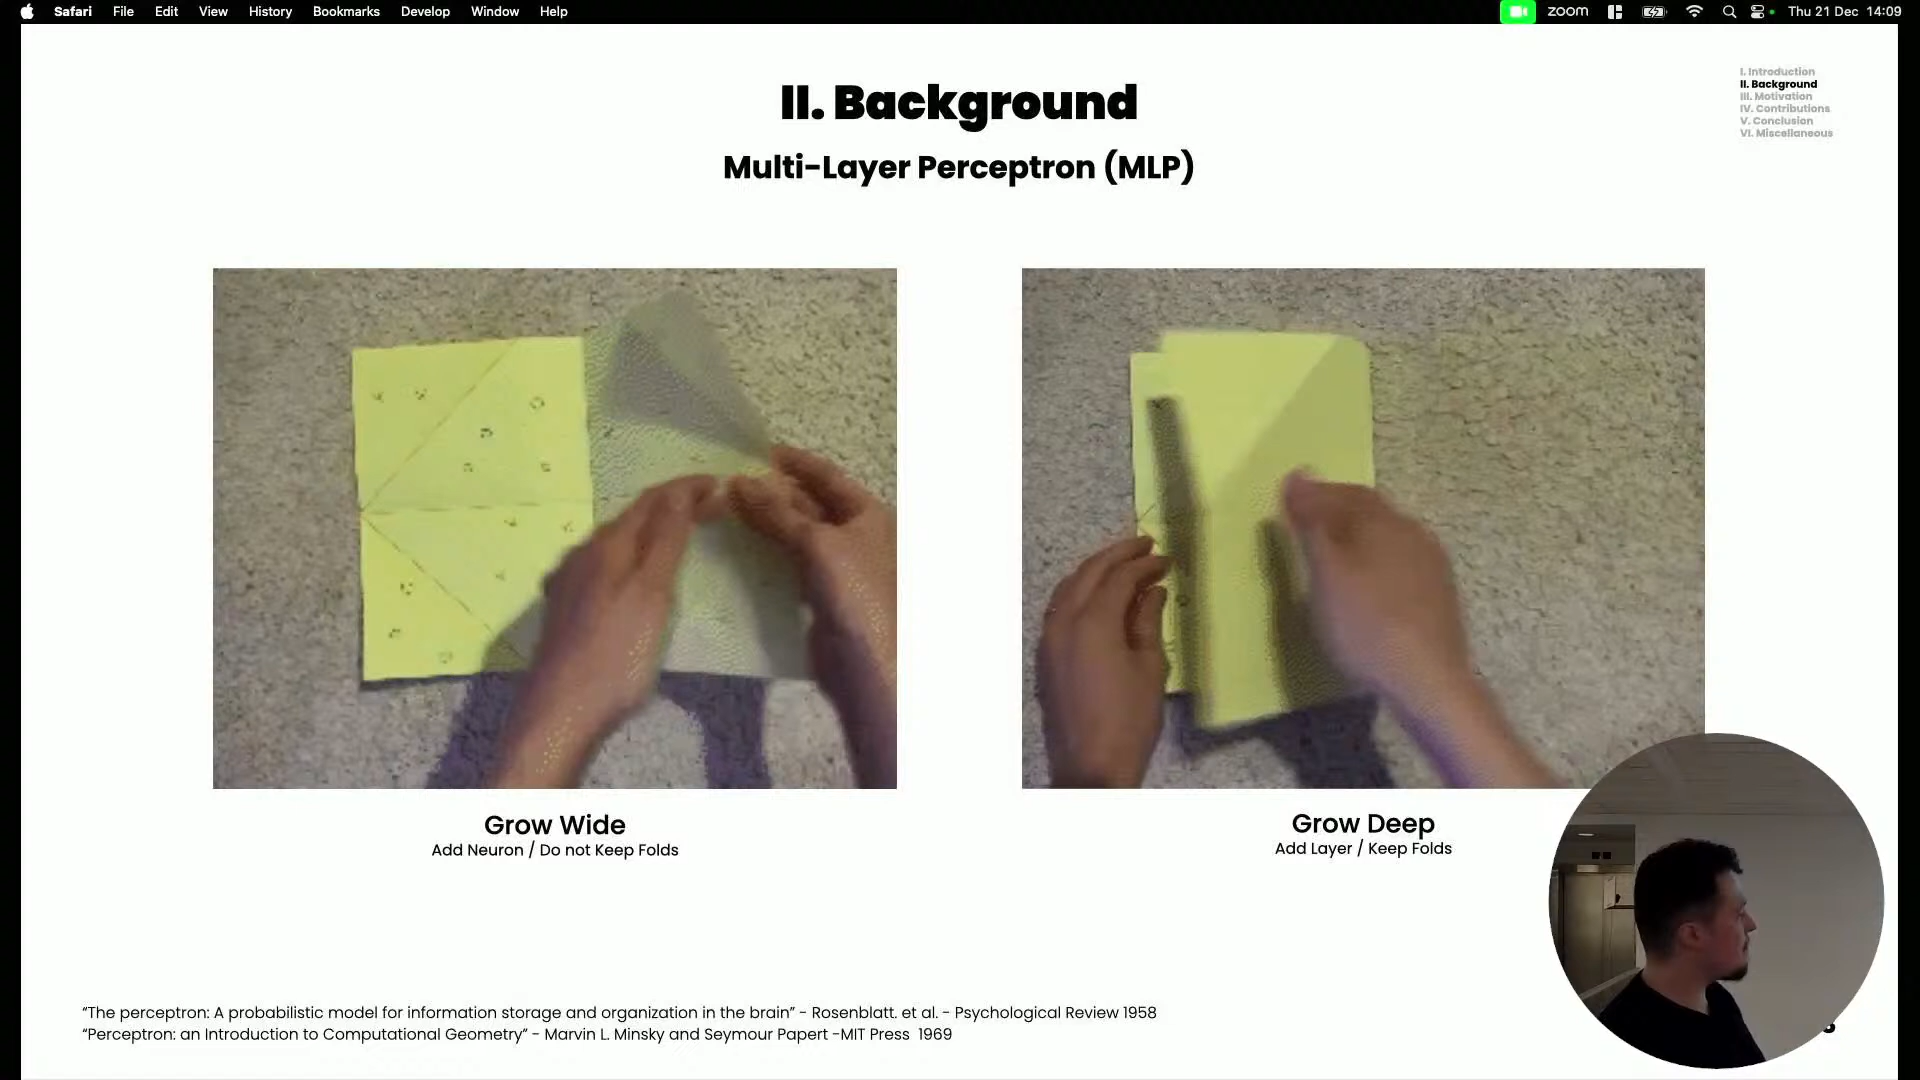 Safari File Edit View History Bookmarks Develop Window Help
zoom Thu 21 Dec 14:09
II. Background
Multi-Layer Perceptron (MLP)
I. Introduction
II. Background
III. Motivation
IV. Contributions
V. Conclusion
VI. Miscellaneous
Grow Wide
Add Neuron / Do not Keep Folds
Grow Deep
Add Layer / Keep Folds
“The perceptron: A probabilistic model for information storage and organization in the brain” - Rosenblatt. et al. - Psychological Review 1958
“Perceptron: an Introduction to Computational Geometry” - Marvin L. Minsky and Seymour Papert -MIT Press 1969